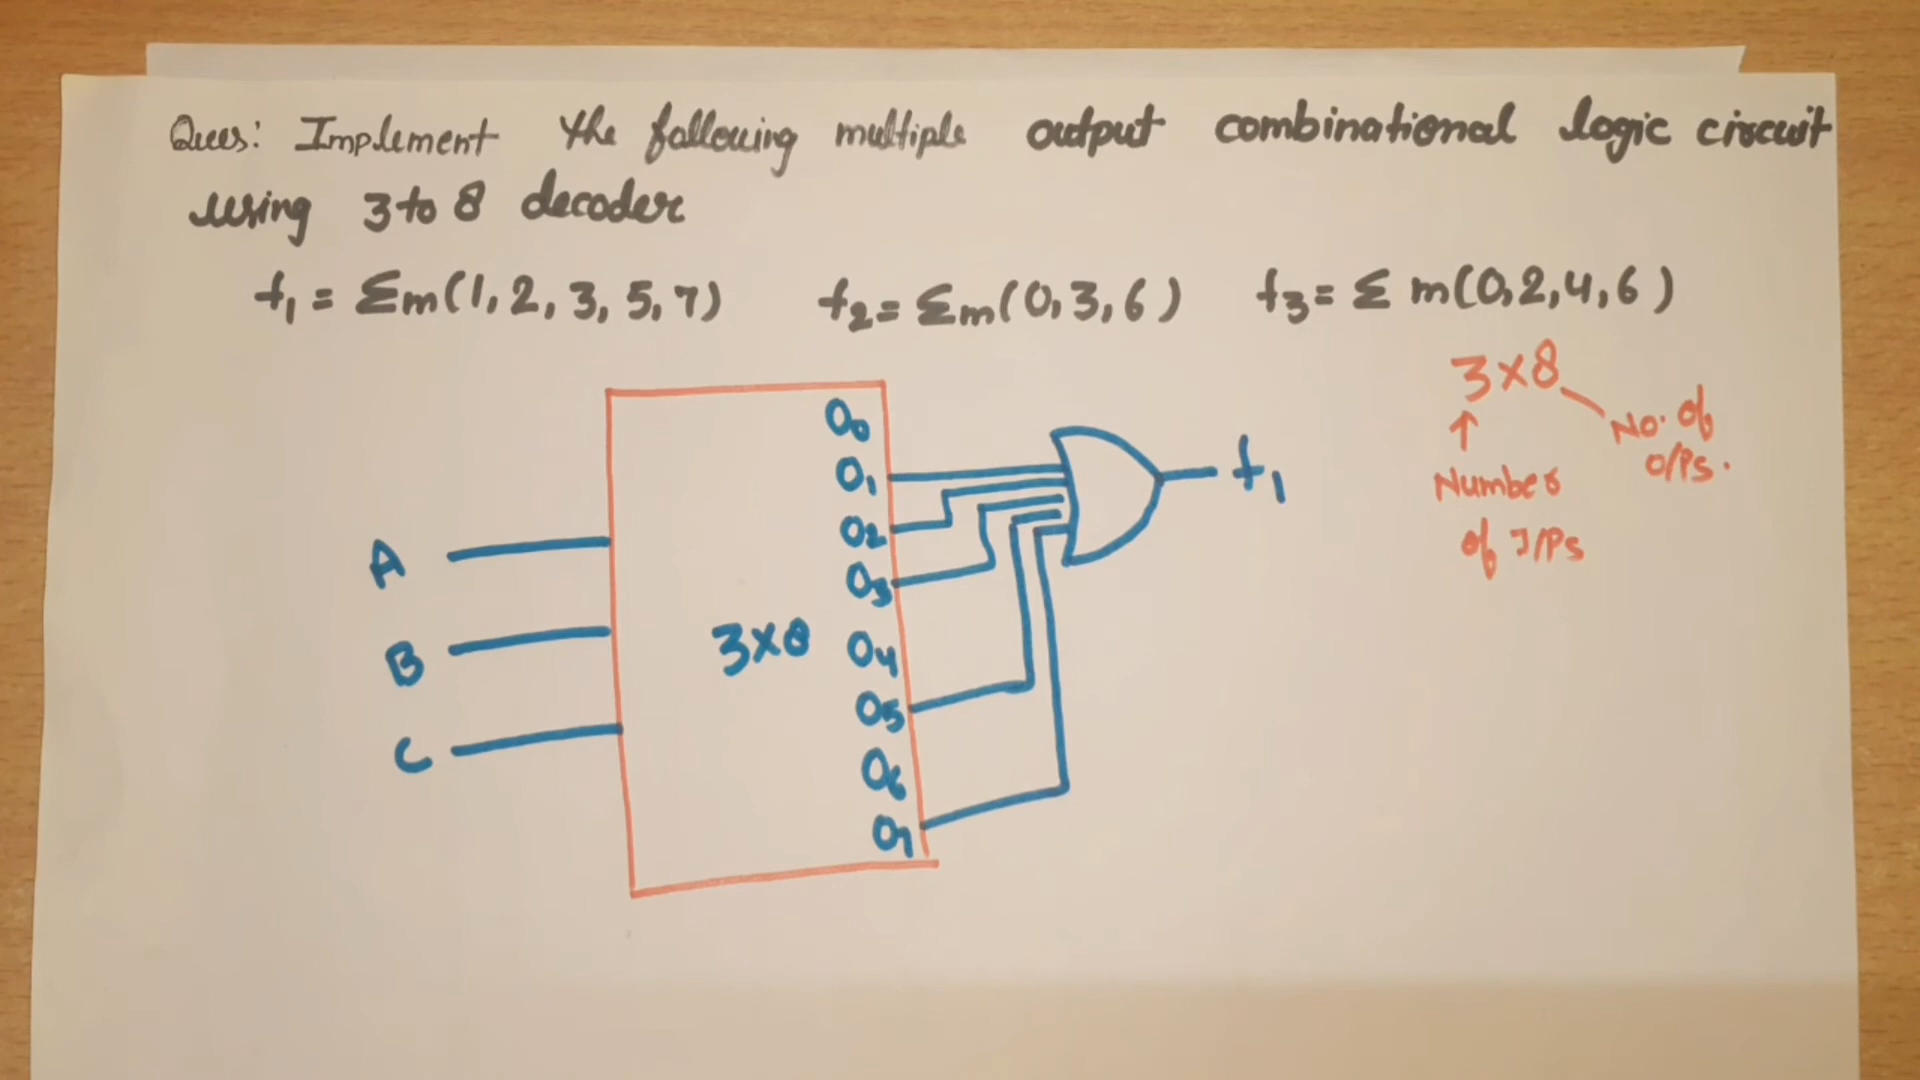 Ques: Implement the following multiple output combinational logic circuit
using 3 to 8 decoder
f₁ = Σm(1, 2, 3, 5, 7) f₂ = Σm(0, 3, 6) f₃ = Σ m(0, 2, 4, 6)
3×8
No. of
O/Ps.
Number
of I/Ps
A
B
C
3×8
O₀
O₁
O₂
O₃
O₄
O₅
O₆
O₇
f₁